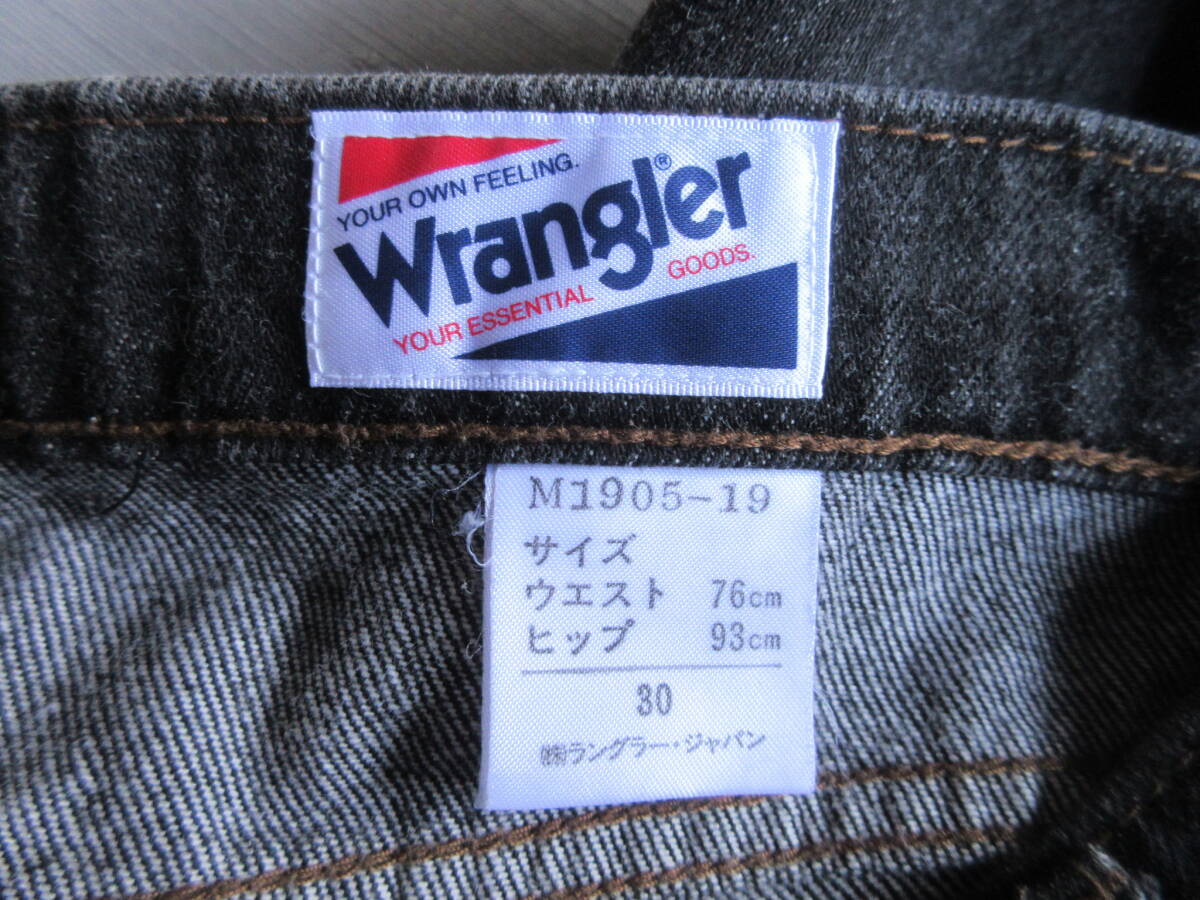 YOUR OWN FEELING.
Wrangler®
YOUR ESSENTIAL GOODS.
M1905-19
サイズ
ウエスト 76cm
ヒップ 93cm
30
㈱ラングラー・ジャパン